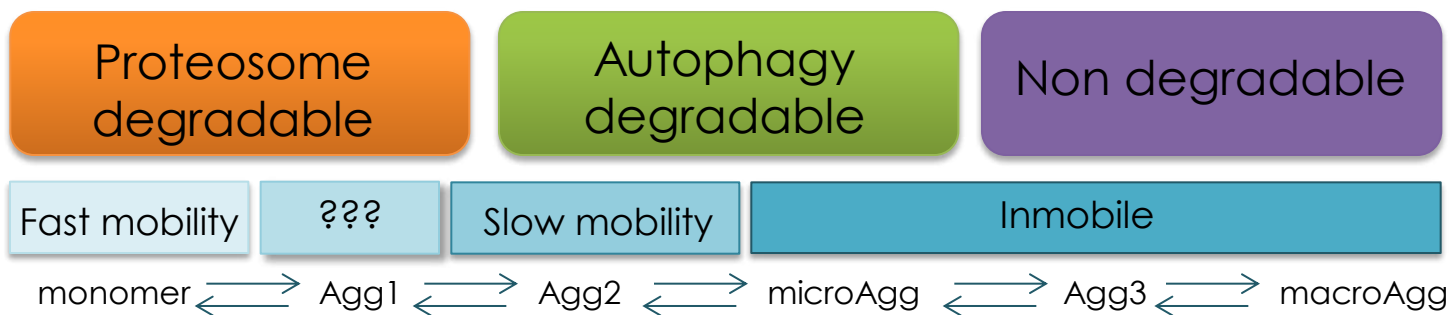 Proteosome
degradable
Autophagy
degradable
Non degradable
Fast mobility
???
Slow mobility
Inmobile
monomer
Agg1
Agg2
microAgg
Agg3
macroAgg